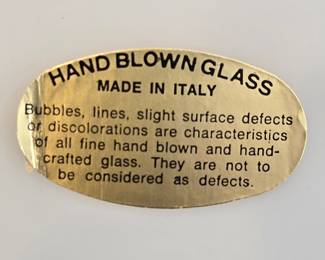 HAND BLOWN GLASS
MADE IN ITALY
Bubbles, lines, slight surface defects
or discolorations are characteristics
of all fine hand blown and hand-
crafted glass. They are not to
be considered as defects.